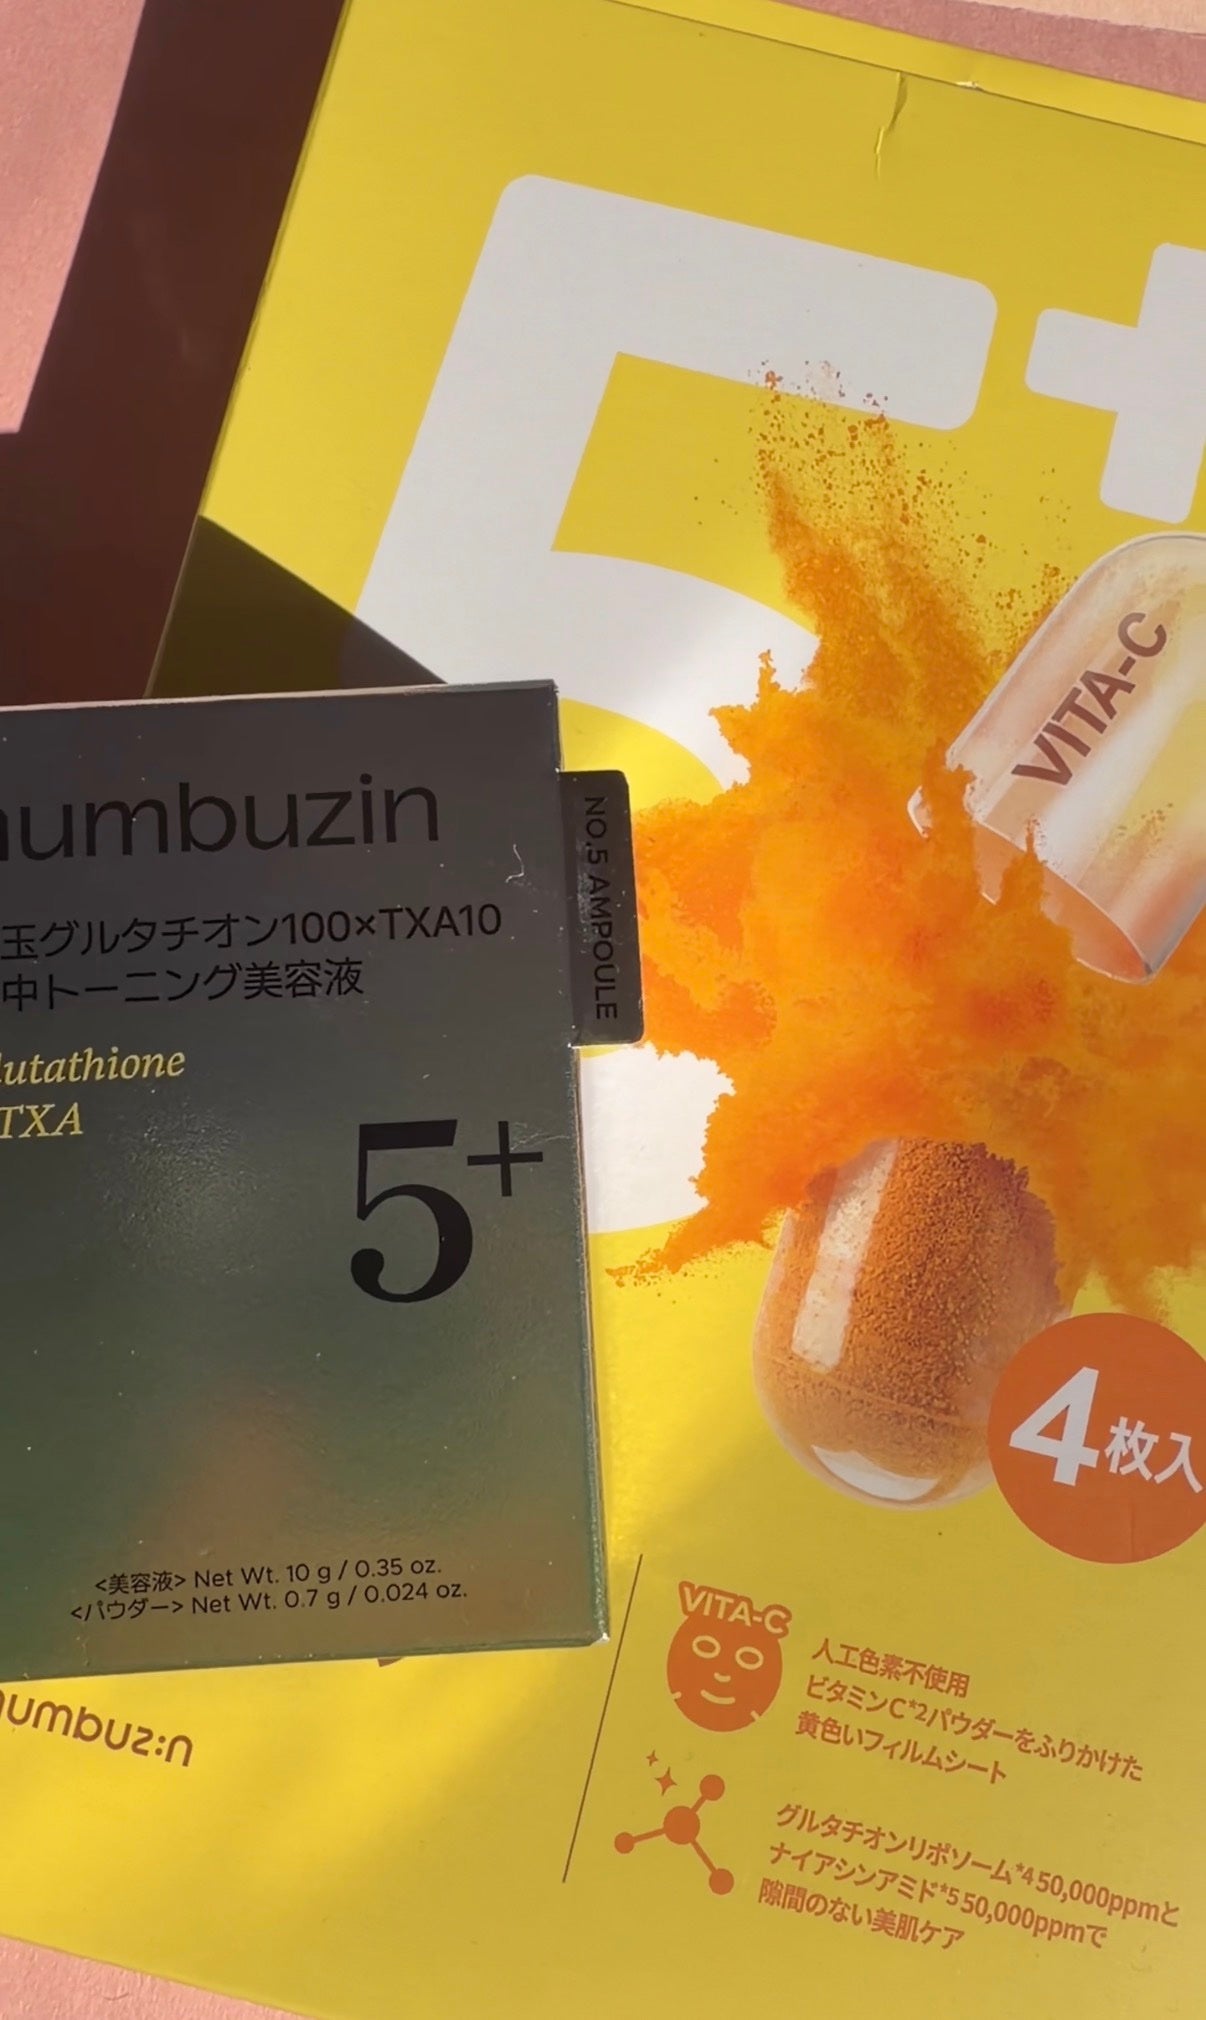 5+
VITA-C
numbuzin
NO.5 AMPOULE
玉グルタチオン100×TXA10
中トーニング美容液
lutathione
TXA
5+
<美容液> Net Wt. 10 g / 0.35 oz.
<パウダー> Net Wt. 0.7 g / 0.024 oz.
4枚入
numbuz:n
VITA-C
人工色素不使用
ビタミンC*2パウダーをふりかけた
黄色いフィルムシート
グルタチオンリポソーム*4 50,000ppmと
ナイアシンアミド*5 50,000ppmで
隙間のない美肌ケア